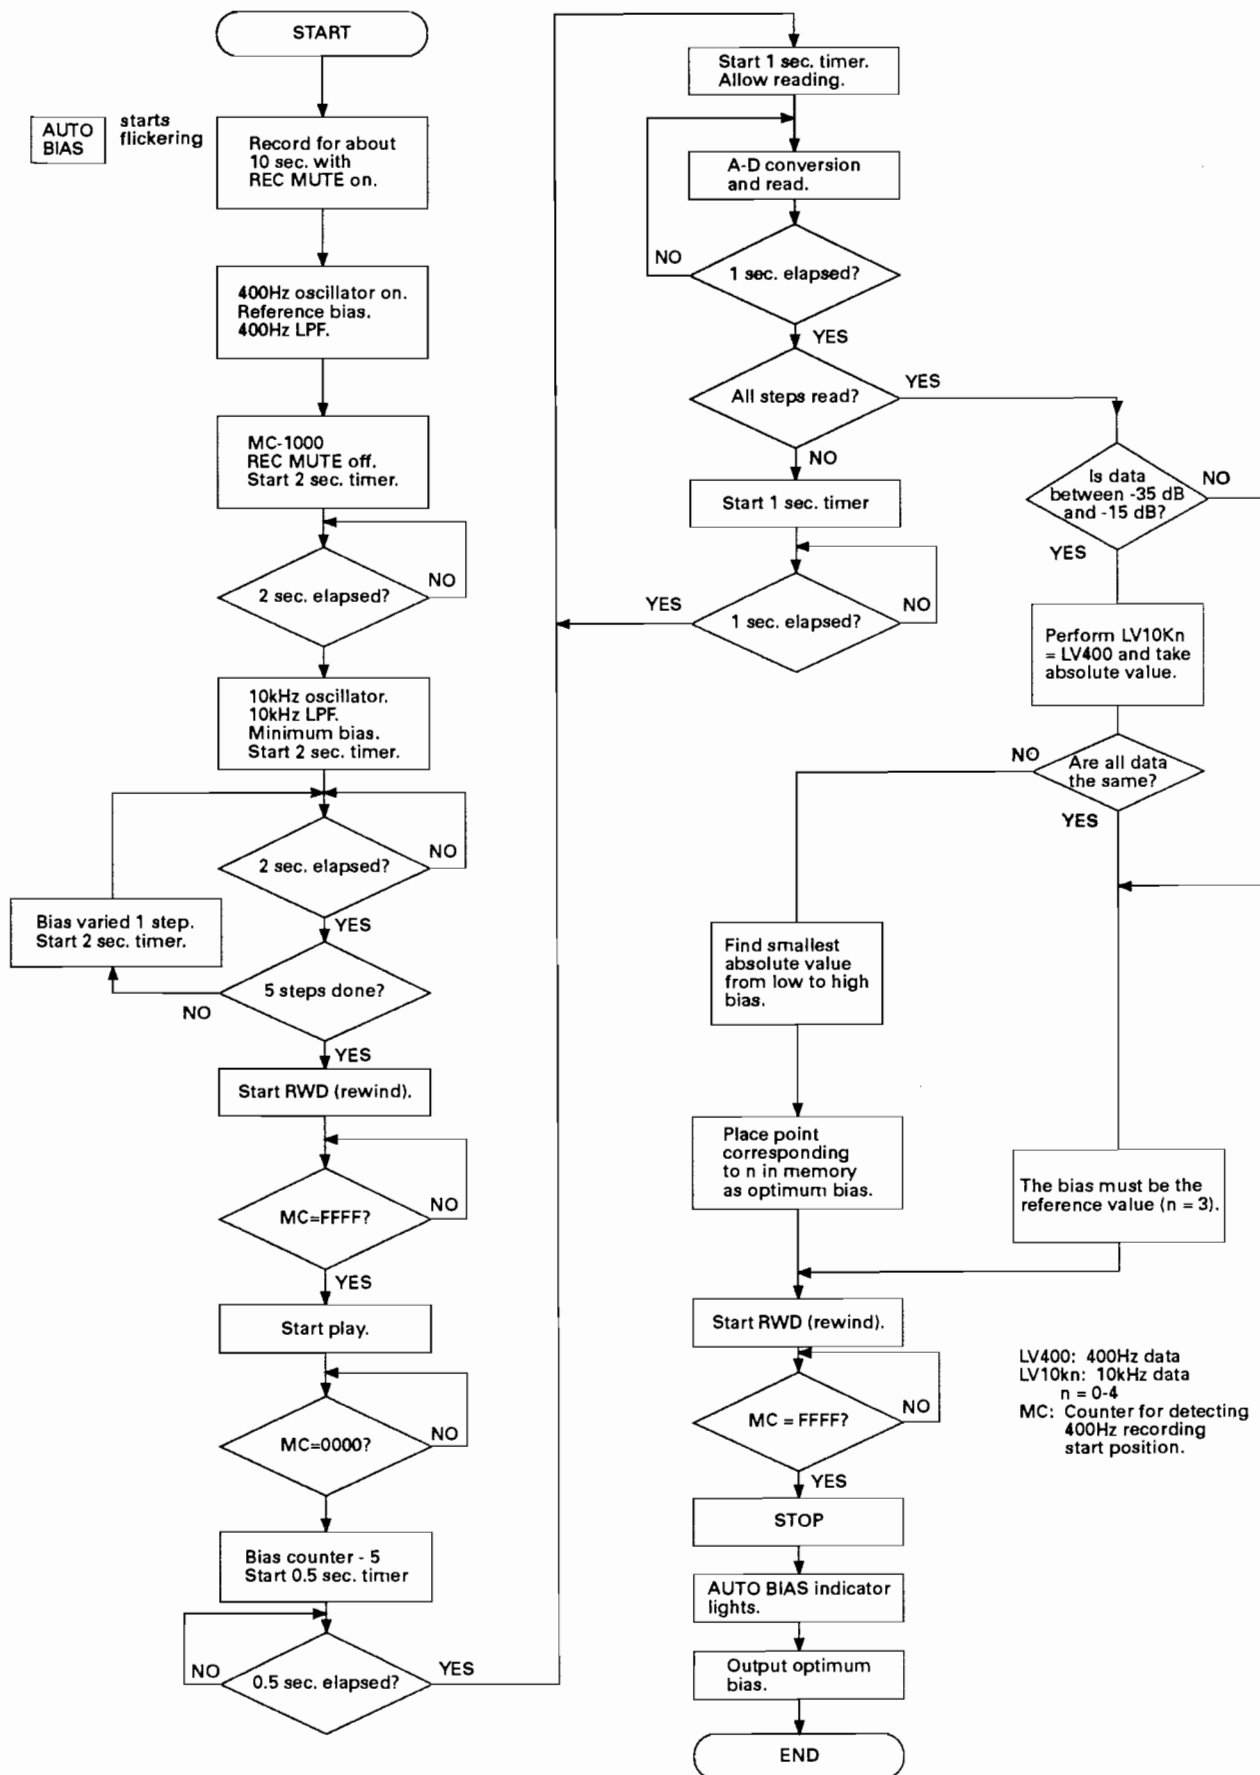 START
AUTO
BIAS
starts
flickering
Record for about
10 sec. with
REC MUTE on.
400Hz oscillator on.
Reference bias.
400Hz LPF.
MC-1000
REC MUTE off.
Start 2 sec. timer.
2 sec. elapsed?
NO
10kHz oscillator.
10kHz LPF.
Minimum bias.
Start 2 sec. timer.
2 sec. elapsed?
NO
YES
Bias varied 1 step.
Start 2 sec. timer.
5 steps done?
NO
YES
Start RWD (rewind).
MC=FFFF?
NO
YES
Start play.
MC=0000?
NO
Bias counter - 5
Start 0.5 sec. timer
0.5 sec. elapsed?
NO
YES
Start 1 sec. timer.
Allow reading.
A-D conversion
and read.
1 sec. elapsed?
NO
YES
All steps read?
YES
NO
Start 1 sec. timer
1 sec. elapsed?
YES
NO
Is data
between -35 dB
and -15 dB?
NO
YES
Perform LV10Kn
= LV400 and take
absolute value.
Are all data
the same?
NO
YES
Find smallest
absolute value
from low to high
bias.
Place point
corresponding
to n in memory
as optimum bias.
The bias must be the
reference value (n = 3).
Start RWD (rewind).
MC = FFFF?
NO
YES
STOP
AUTO BIAS indicator
lights.
Output optimum
bias.
END
LV400: 400Hz data
LV10kn: 10kHz data
n = 0-4
MC: Counter for detecting
400Hz recording
start position.